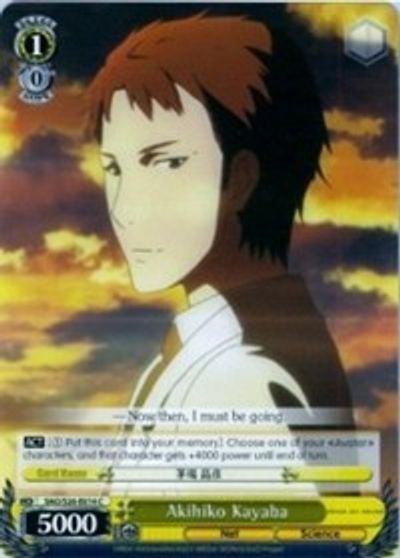 LEVEL
1
0
—Now then, I must be going.
ACT [① Put this card into your memory] Choose one of your «Avatar»
characters, and that character gets +4000 power until end of turn.
Card Name 茅場 晶彦
5000
Akihiko Kayaba
Net Science